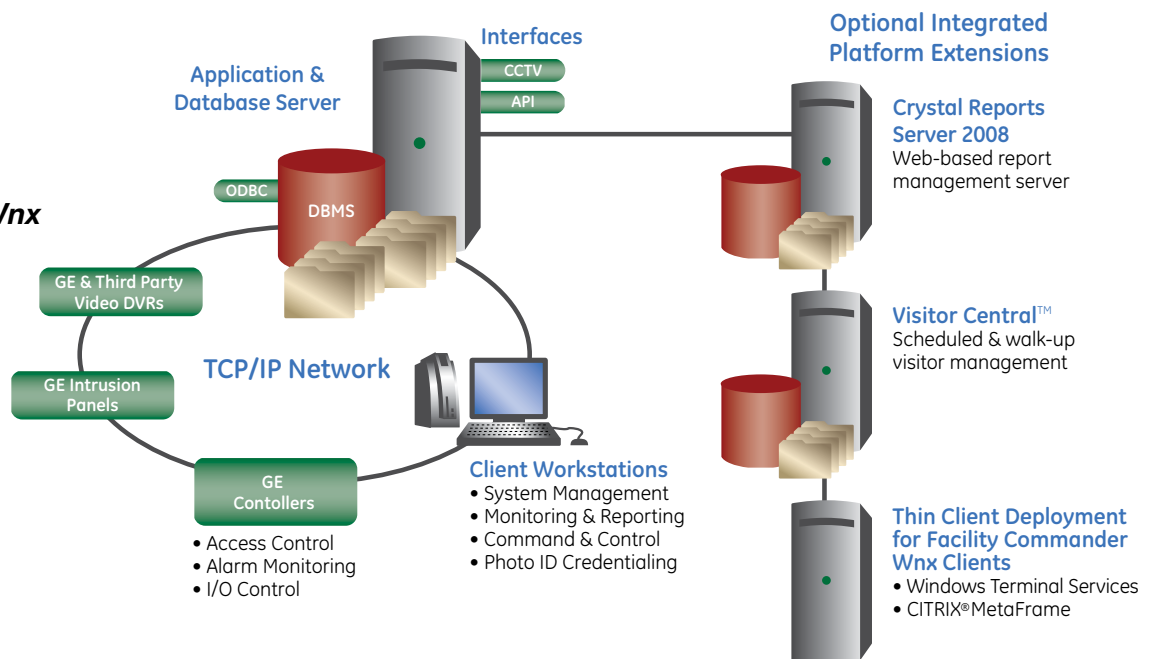 Interfaces
CCTV
API
Application &
Database Server
ODBC
DBMS
Wnx
GE & Third Party
Video DVRs
GE Intrusion
Panels
TCP/IP Network
GE
Contollers
• Access Control
• Alarm Monitoring
• I/O Control
Client Workstations
• System Management
• Monitoring & Reporting
• Command & Control
• Photo ID Credentialing
Optional Integrated
Platform Extensions
Crystal Reports
Server 2008
Web-based report
management server
Visitor Central™
Scheduled & walk-up
visitor management
Thin Client Deployment
for Facility Commander
Wnx Clients
• Windows Terminal Services
• CITRIX® MetaFrame